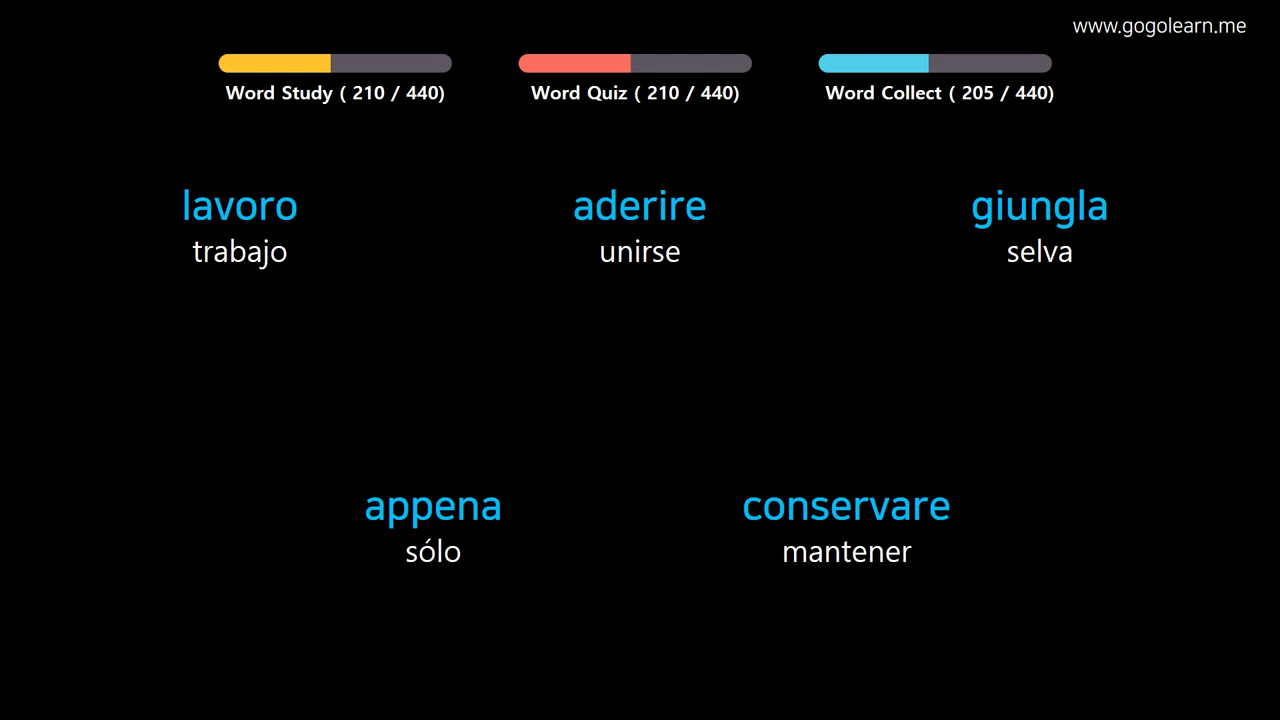 www.gogolearn.me
Word Study ( 210 / 440)
Word Quiz ( 210 / 440)
Word Collect ( 205 / 440)
lavoro
trabajo
aderire
unirse
giungla
selva
appena
sólo
conservare
mantener